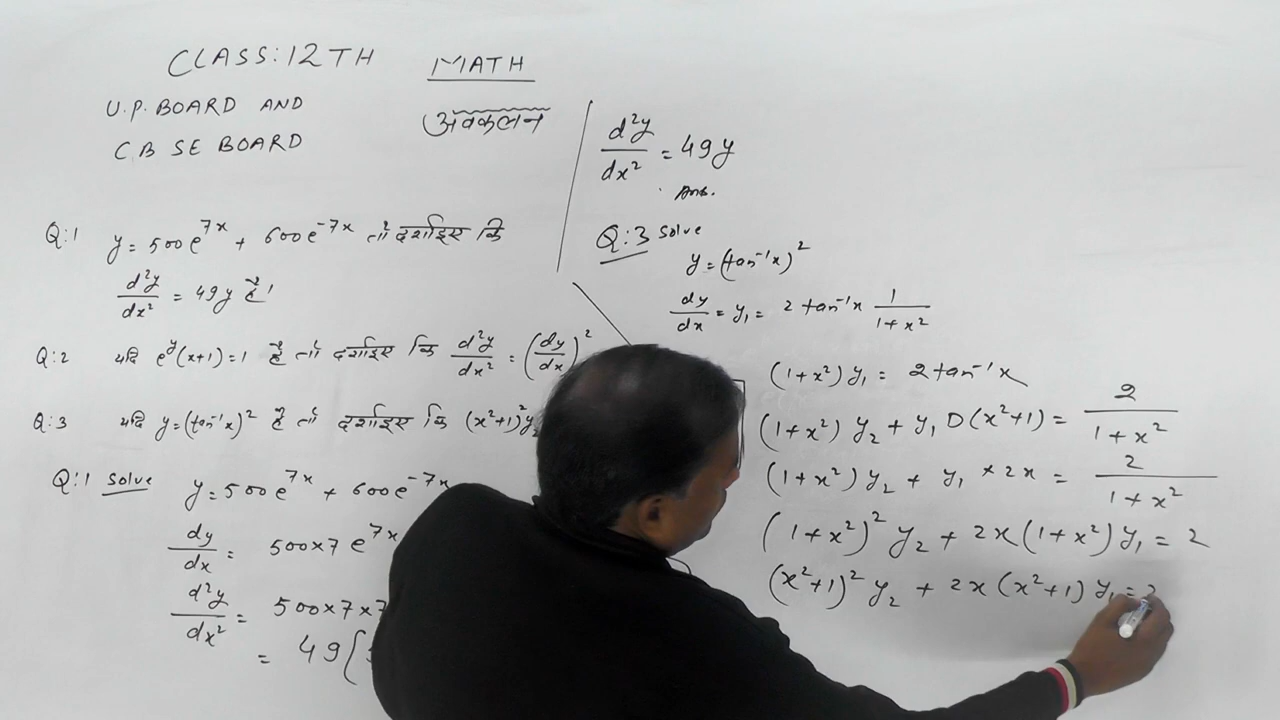 CLASS: 12TH MATH
U.P. BOARD AND
CBSE BOARD
अवकलन
Q:1 y = 500e^{7x} + 600e^{-7x} तो दर्शाइए कि
d²y/dx² = 49y है।
Q:2 यदि e^y(x+1) = 1 है तो दर्शाइए कि d²y/dx² = (dy/dx)²
Q:3 यदि y = (tan⁻¹x)² है तो दर्शाइए कि (x²+1)²y₂
Q:1 Solve y = 500e^{7x} + 600e^{-7x}
dy/dx = 500×7 e^{7x}
d²y/dx² = 500×7×7
= 49(
d²y/dx² = 49y
Ans.
Q:3 Solve
y = (tan⁻¹x)²
dy/dx = y₁ = 2 tan⁻¹x 1/1+x²
(1+x²) y₁ = 2tan⁻¹x
(1+x²) y₂ + y₁ D(x²+1) = 2/1+x²
(1+x²) y₂ + y₁ × 2x = 2/1+x²
(1+x²)² y₂ + 2x(1+x²) y₁ = 2
(x²+1)² y₂ + 2x(x²+1) y₁ = 2